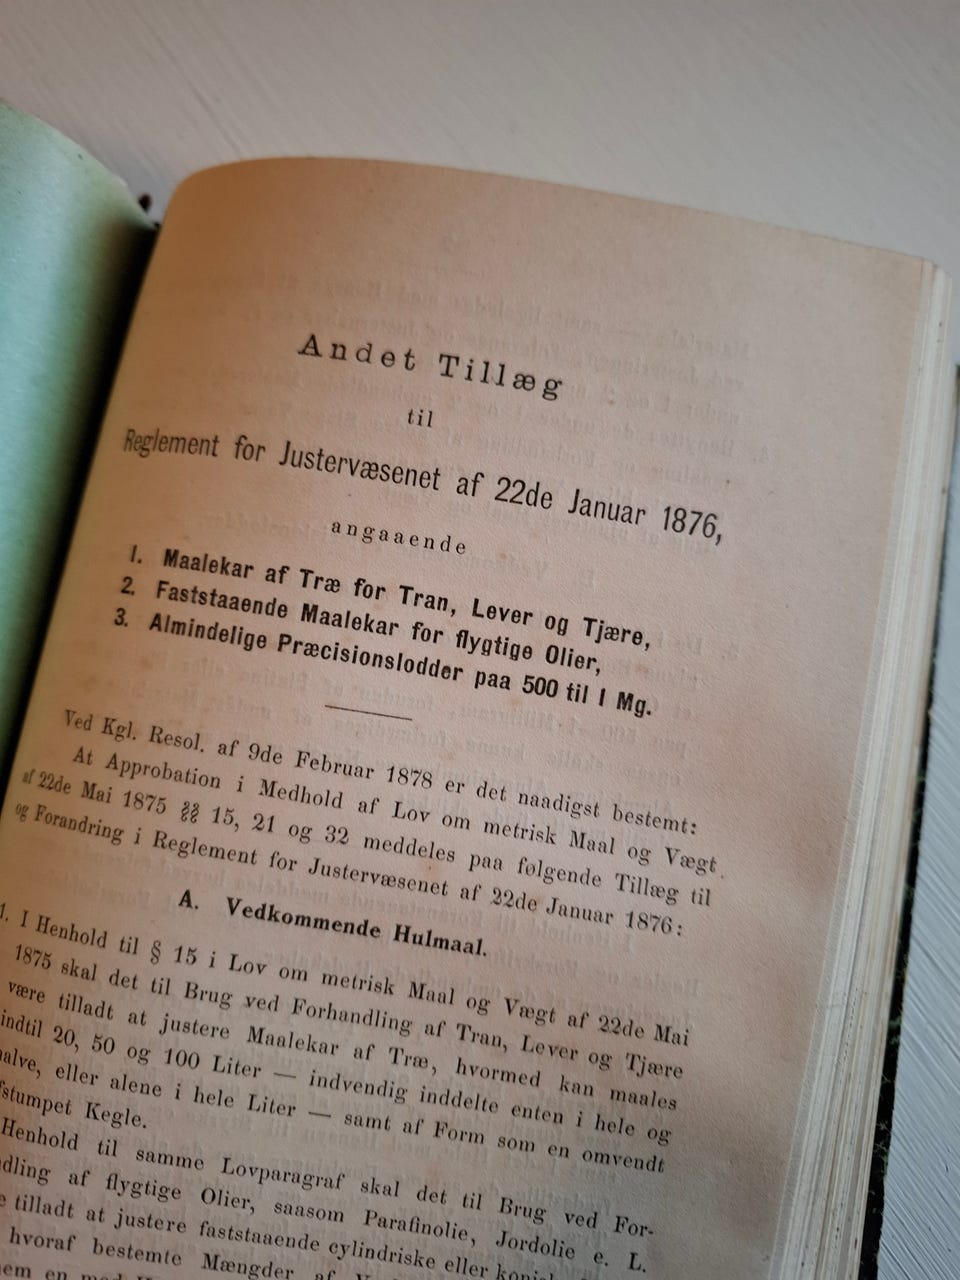 Andet Tillæg
til
Reglement for Justervæsenet af 22de Januar 1876,
angaaende
1. Maalekar af Træ for Tran, Lever og Tjære,
2. Faststaaende Maalekar for flygtige Olier,
3. Almindelige Præcisionslodder paa 500 til 1 Mg.
Ved Kgl. Resol. af 9de Februar 1878 er det naadigst bestemt:
At Approbation i Medhold af Lov om metrisk Maal og Vægt
af 22de Mai 1875 §§ 15, 21 og 32 meddeles paa følgende Tillæg til
og Forandring i Reglement for Justervæsenet af 22de Januar 1876:
A. Vedkommende Hulmaal.
1. I Henhold til § 15 i Lov om metrisk Maal og Vægt af 22de Mai
1875 skal det til Brug ved Forhandling af Tran, Lever og Tjære
være tilladt at justere Maalekar af Træ, hvormed kan maales
indtil 20, 50 og 100 Liter — indvendig inddelte enten i hele og
halve, eller alene i hele Liter — samt af Form som en omvendt
fstumpet Kegle.
Henhold til samme Lovparagraf skal det til Brug ved For-
dling af flygtige Olier, saasom Parafinolie, Jordolie e. L.
e tilladt at justere faststaaende cylindriske eller
hvoraf bestemte Mængder af